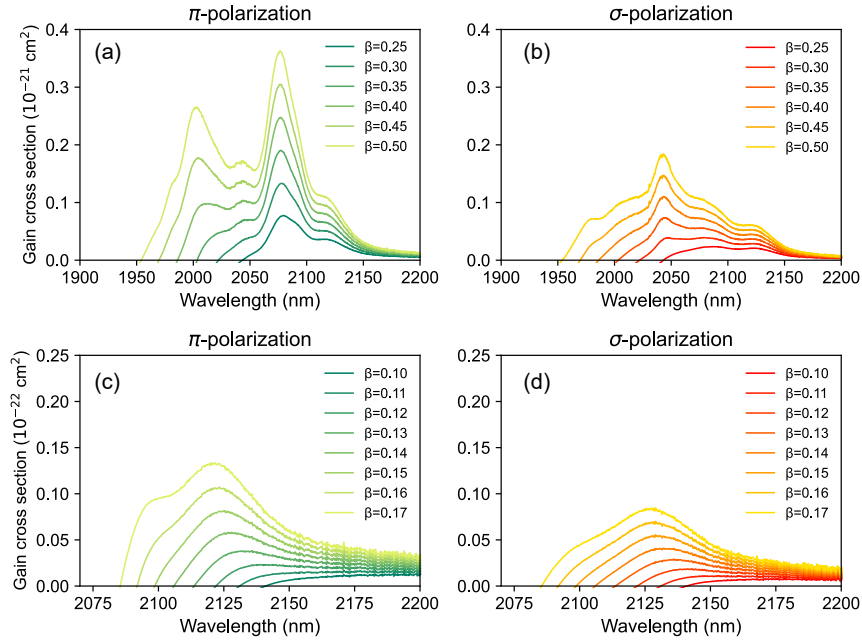 π-polarization
(a)
Gain cross section (10⁻²¹ cm²)
0.4
0.3
0.2
0.1
0.0
β=0.25
β=0.30
β=0.35
β=0.40
β=0.45
β=0.50
1900 1950 2000 2050 2100 2150 2200
Wavelength (nm)
σ-polarization
(b)
0.4
0.3
0.2
0.1
0.0
β=0.25
β=0.30
β=0.35
β=0.40
β=0.45
β=0.50
1900 1950 2000 2050 2100 2150 2200
Wavelength (nm)
π-polarization
(c)
Gain cross section (10⁻²² cm²)
0.25
0.20
0.15
0.10
0.05
0.00
β=0.10
β=0.11
β=0.12
β=0.13
β=0.14
β=0.15
β=0.16
β=0.17
2075 2100 2125 2150 2175 2200
Wavelength (nm)
σ-polarization
(d)
0.25
0.20
0.15
0.10
0.05
0.00
β=0.10
β=0.11
β=0.12
β=0.13
β=0.14
β=0.15
β=0.16
β=0.17
2075 2100 2125 2150 2175 2200
Wavelength (nm)